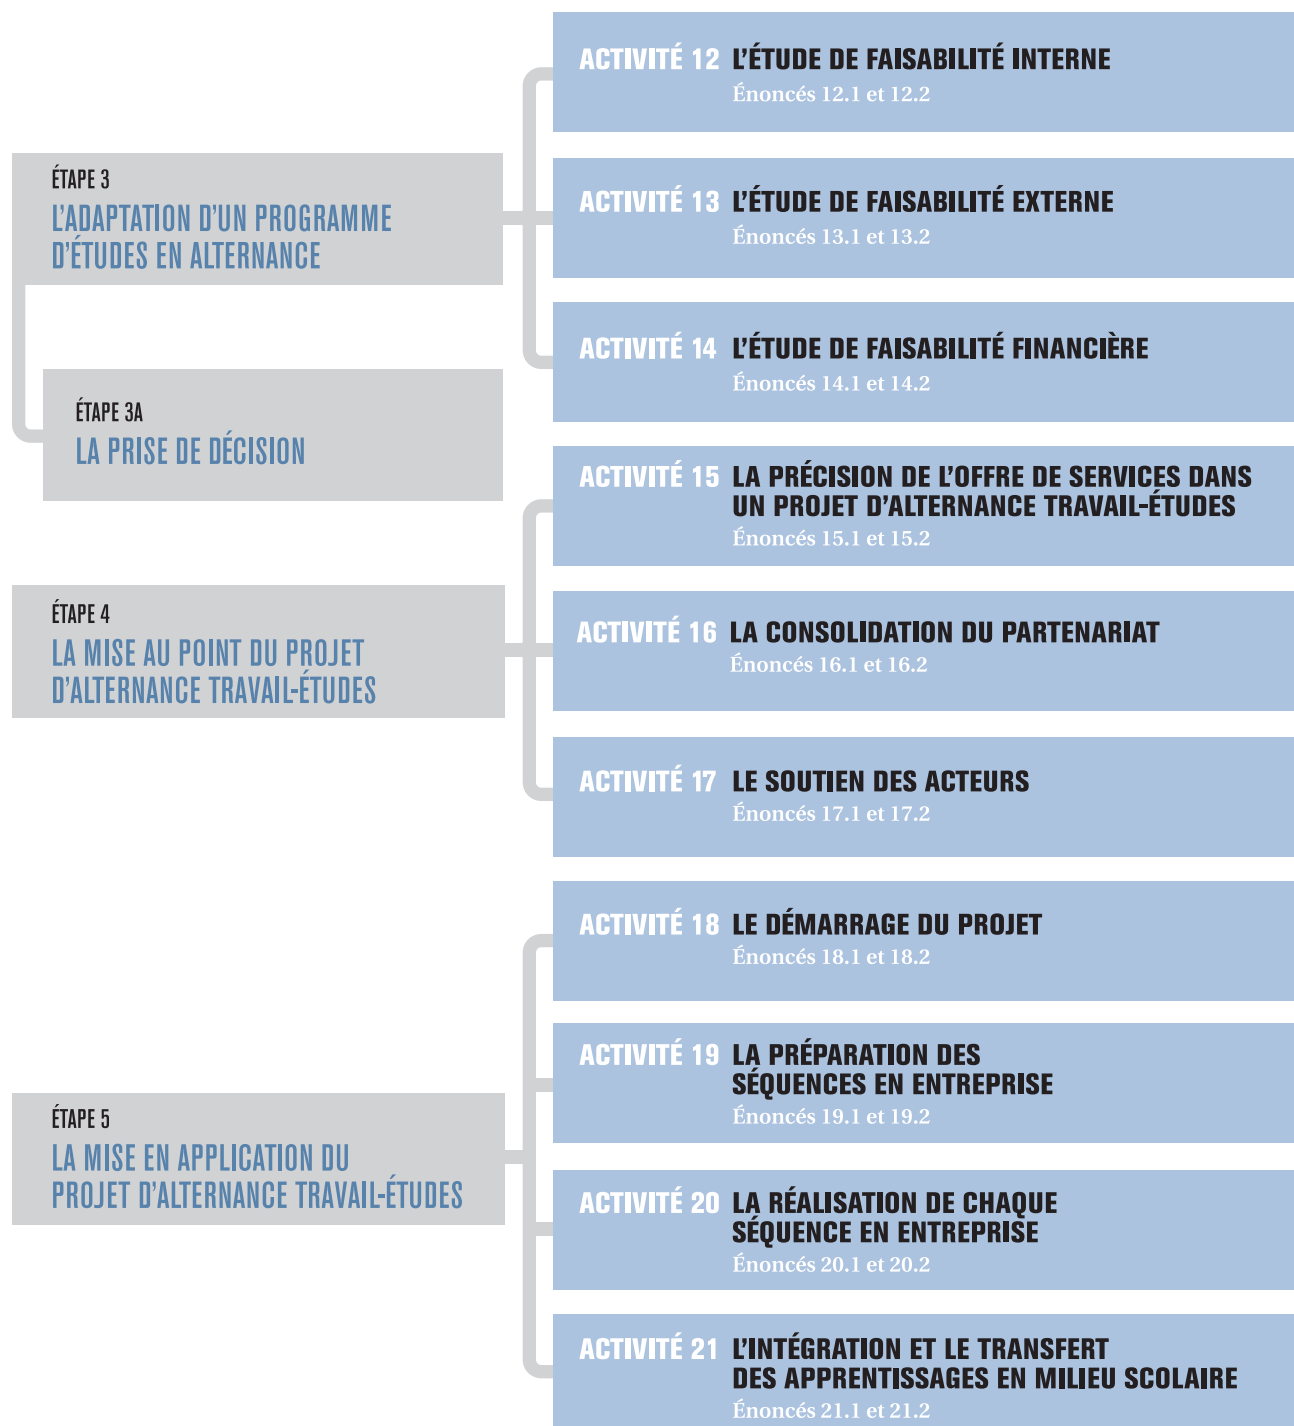 ACTIVITÉ 12 L'ÉTUDE DE FAISABILITÉ INTERNE
Énoncés 12.1 et 12.2
ÉTAPE 3
L'ADAPTATION D'UN PROGRAMME
D'ÉTUDES EN ALTERNANCE
ACTIVITÉ 13 L'ÉTUDE DE FAISABILITÉ EXTERNE
Énoncés 13.1 et 13.2
ACTIVITÉ 14 L'ÉTUDE DE FAISABILITÉ FINANCIÈRE
Énoncés 14.1 et 14.2
ÉTAPE 3A
LA PRISE DE DÉCISION
ACTIVITÉ 15 LA PRÉCISION DE L'OFFRE DE SERVICES DANS
UN PROJET D'ALTERNANCE TRAVAIL-ÉTUDES
Énoncés 15.1 et 15.2
ÉTAPE 4
LA MISE AU POINT DU PROJET
D'ALTERNANCE TRAVAIL-ÉTUDES
ACTIVITÉ 16 LA CONSOLIDATION DU PARTENARIAT
Énoncés 16.1 et 16.2
ACTIVITÉ 17 LE SOUTIEN DES ACTEURS
Énoncés 17.1 et 17.2
ACTIVITÉ 18 LE DÉMARRAGE DU PROJET
Énoncés 18.1 et 18.2
ACTIVITÉ 19 LA PRÉPARATION DES
SÉQUENCES EN ENTREPRISE
Énoncés 19.1 et 19.2
ÉTAPE 5
LA MISE EN APPLICATION DU
PROJET D'ALTERNANCE TRAVAIL-ÉTUDES
ACTIVITÉ 20 LA RÉALISATION DE CHAQUE
SÉQUENCE EN ENTREPRISE
Énoncés 20.1 et 20.2
ACTIVITÉ 21 L'INTÉGRATION ET LE TRANSFERT
DES APPRENTISSAGES EN MILIEU SCOLAIRE
Énoncés 21.1 et 21.2